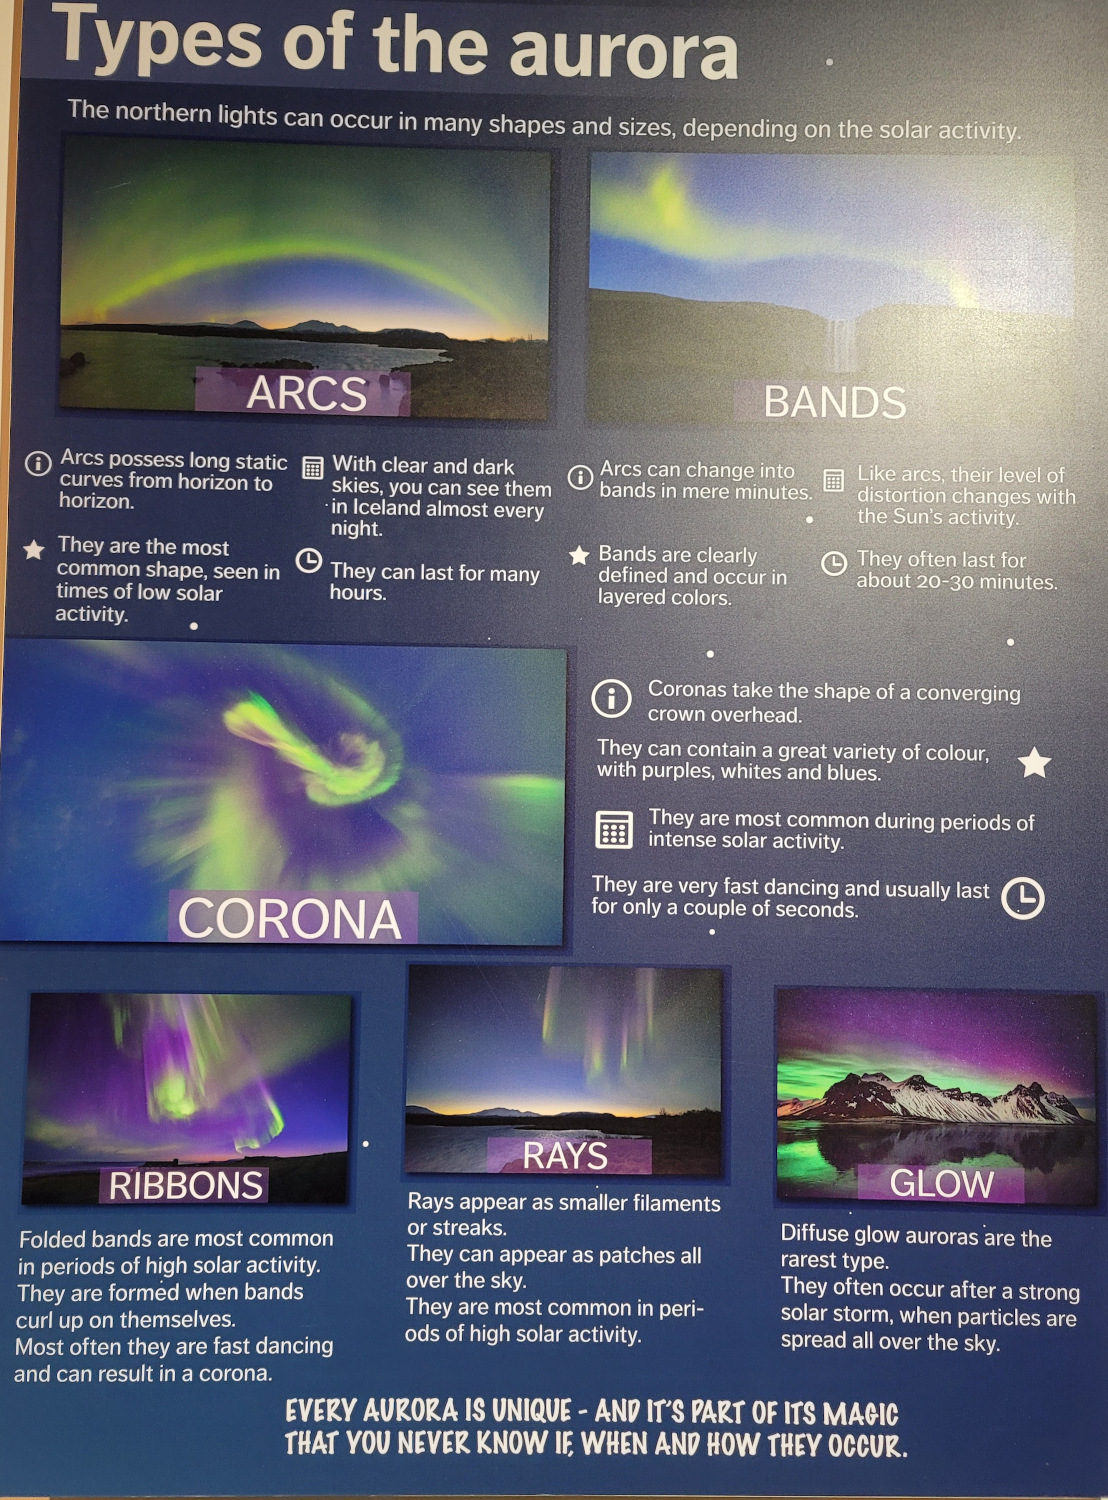 Types of the aurora
The northern lights can occur in many shapes and sizes, depending on the solar activity.
ARCS
Arcs possess long static
curves from horizon to
horizon.
With clear and dark
skies, you can see them
in Iceland almost every
night.
They are the most
common shape, seen in
times of low solar
activity.
They can last for many
hours.
BANDS
Arcs can change into
bands in mere minutes.
Like arcs, their level of
distortion changes with
the Sun's activity.
Bands are clearly
defined and occur in
layered colors.
They often last for
about 20-30 minutes.
CORONA
Coronas take the shape of a converging
crown overhead.
They can contain a great variety of colour,
with purples, whites and blues.
They are most common during periods of
intense solar activity.
They are very fast dancing and usually last
for only a couple of seconds.
RIBBONS
Folded bands are most common
in periods of high solar activity.
They are formed when bands
curl up on themselves.
Most often they are fast dancing
and can result in a corona.
RAYS
Rays appear as smaller filaments
or streaks.
They can appear as patches all
over the sky.
They are most common in peri-
ods of high solar activity.
GLOW
Diffuse glow auroras are the
rarest type.
They often occur after a strong
solar storm, when particles are
spread all over the sky.
EVERY AURORA IS UNIQUE - AND IT'S PART OF ITS MAGIC
THAT YOU NEVER KNOW IF, WHEN AND HOW THEY OCCUR.